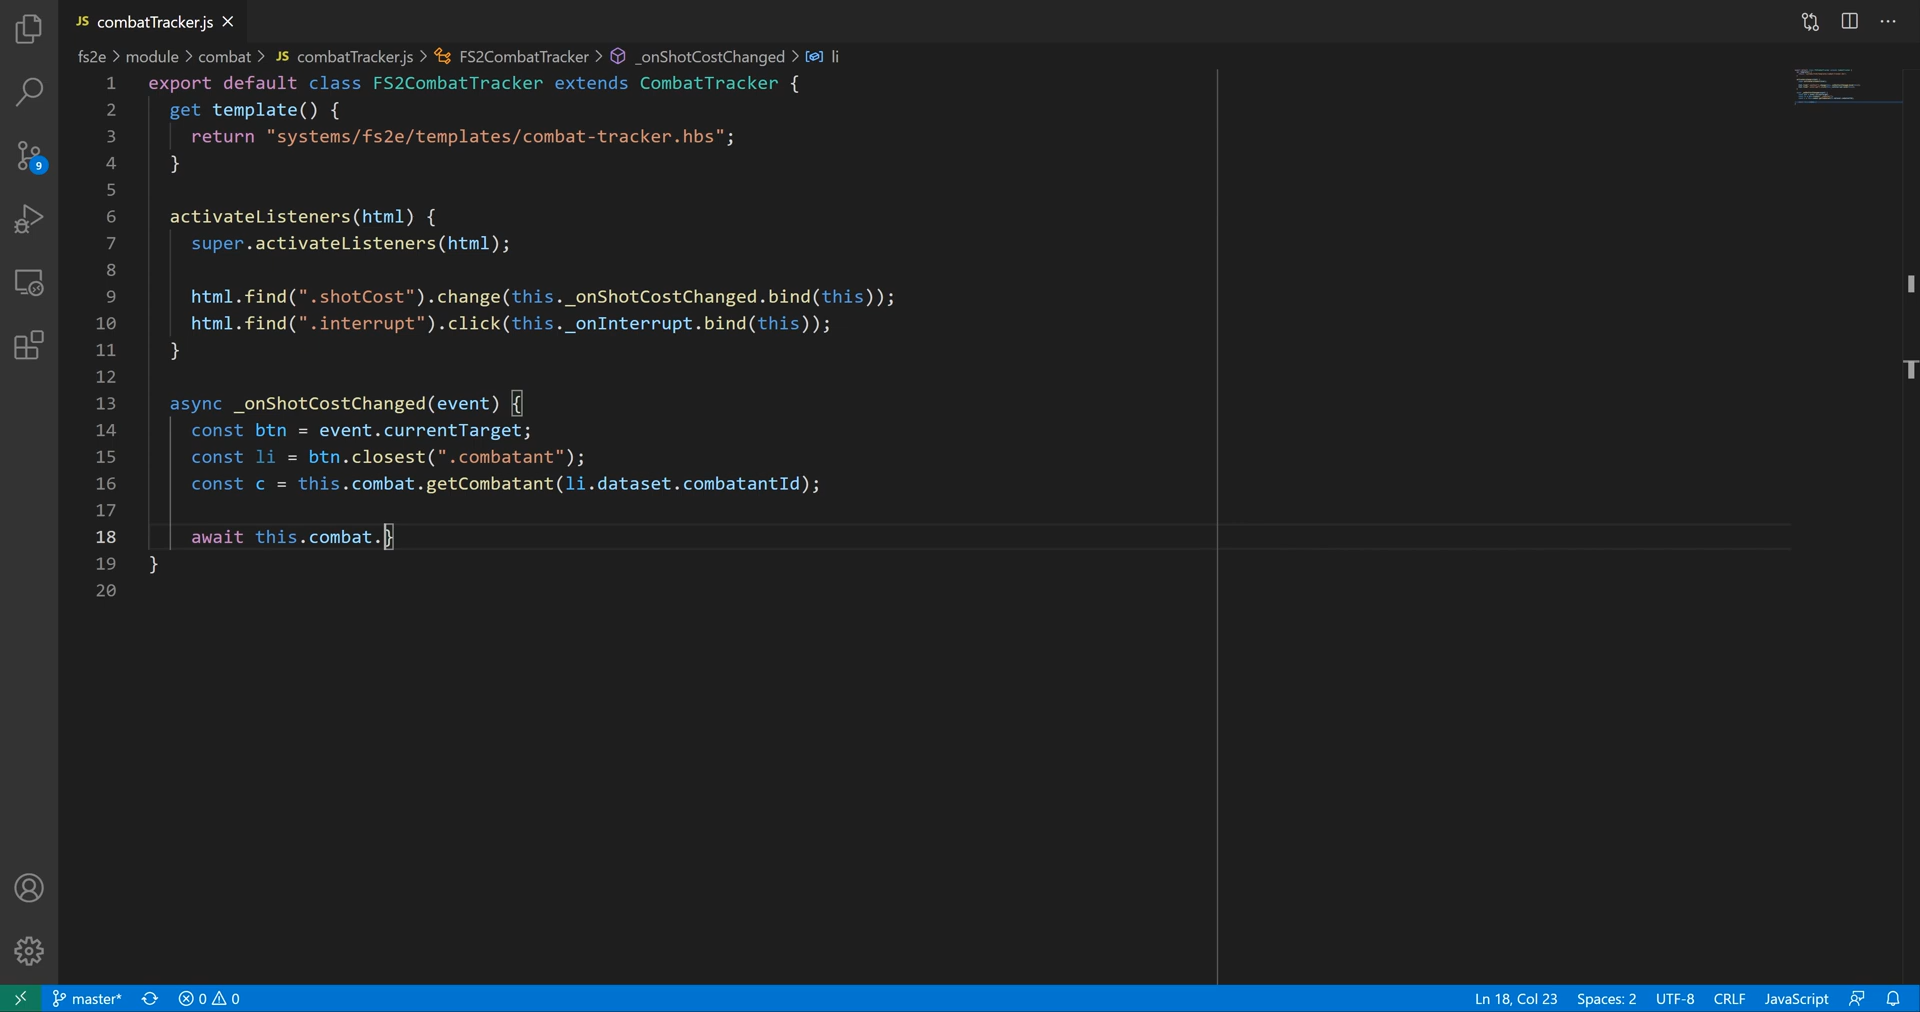 JS combatTracker.js
fs2e > module > combat > JS combatTracker.js > FS2CombatTracker > _onShotCostChanged > li
1 export default class FS2CombatTracker extends CombatTracker {
2 get template() {
3 return "systems/fs2e/templates/combat-tracker.hbs";
4 }
5
6 activateListeners(html) {
7 super.activateListeners(html);
8
9 html.find(".shotCost").change(this._onShotCostChanged.bind(this));
10 html.find(".interrupt").click(this._onInterrupt.bind(this));
11 }
12
13 async _onShotCostChanged(event) {
14 const btn = event.currentTarget;
15 const li = btn.closest(".combatant");
16 const c = this.combat.getCombatant(li.dataset.combatantId);
17
18 await this.combat.}
19 }
20
9
master* 0 0 Ln 18, Col 23 Spaces: 2 UTF-8 CRLF JavaScript